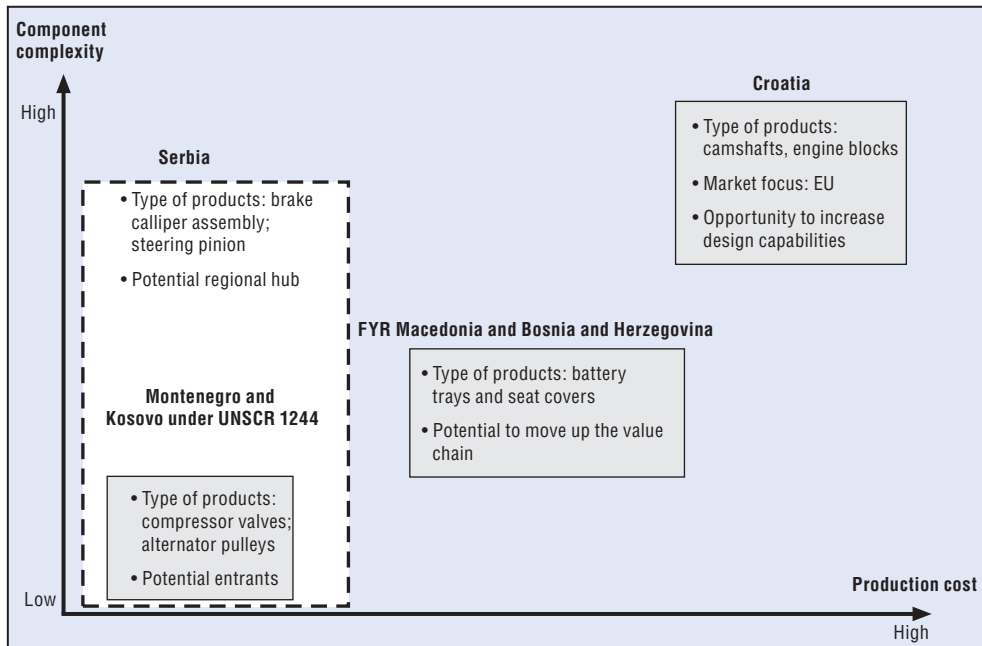 Component
complexity
High
Croatia
• Type of products:
camshafts, engine blocks
• Market focus: EU
• Opportunity to increase
design capabilities
Serbia
• Type of products: brake
calliper assembly;
steering pinion
• Potential regional hub
FYR Macedonia and Bosnia and Herzegovina
• Type of products: battery
trays and seat covers
• Potential to move up the value
chain
Montenegro and
Kosovo under UNSCR 1244
• Type of products:
compressor valves;
alternator pulleys
• Potential entrants
Low
Production cost
High